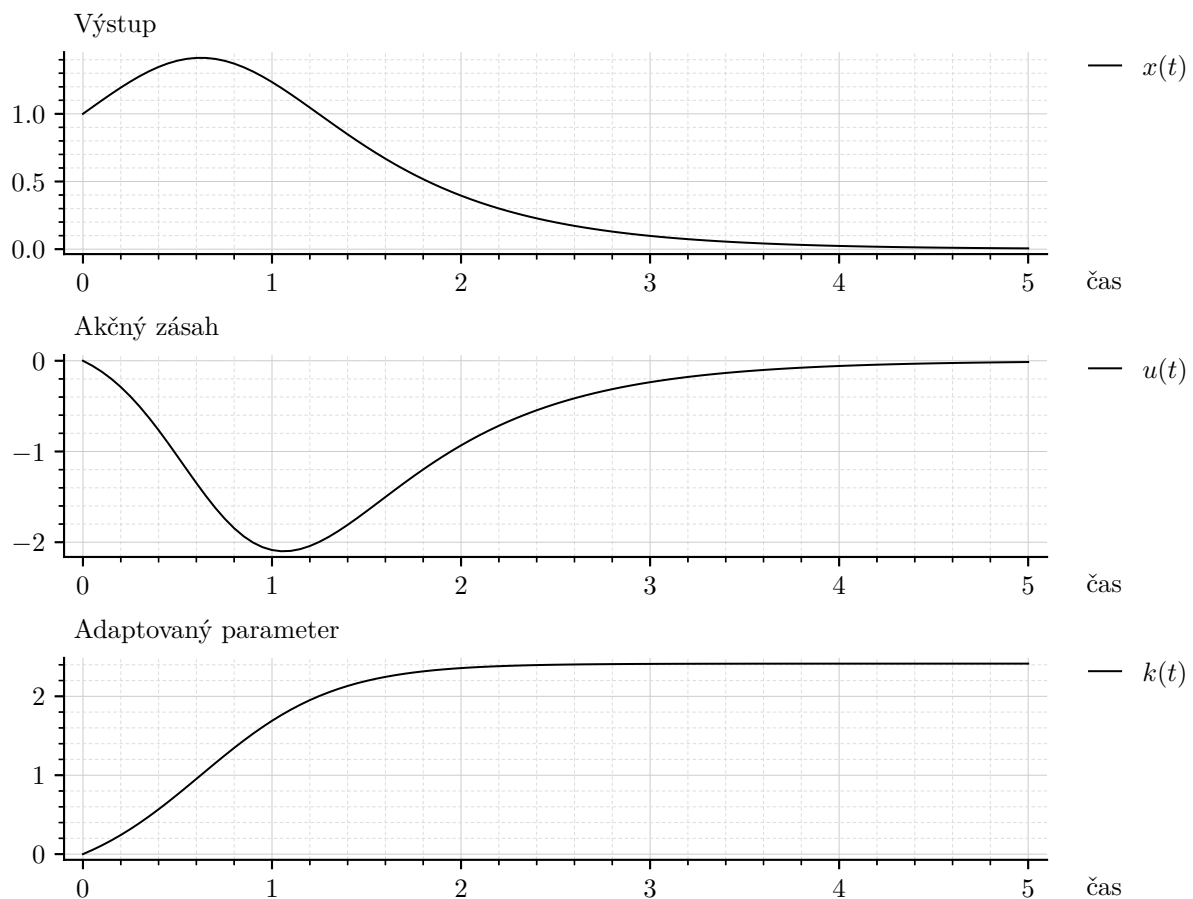 Výstup
x(t)
1.0
0.5
0.0
0 1 2 3 4 5 čas
Akčný zásah
u(t)
0
−1
−2
0 1 2 3 4 5 čas
Adaptovaný parameter
k(t)
2
1
0
0 1 2 3 4 5 čas